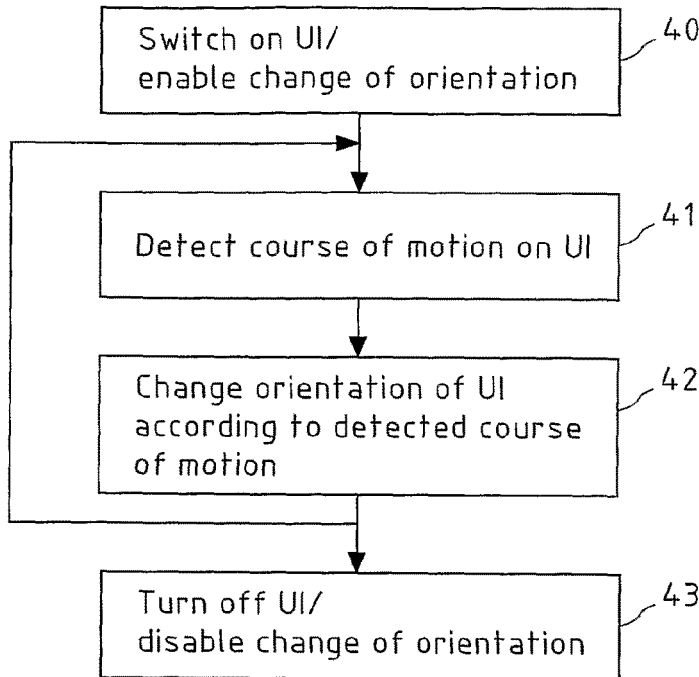 Switch on UI/
enable change of orientation
40
Detect course of motion on UI
41
Change orientation of UI
according to detected course
of motion
42
Turn off UI/
disable change of orientation
43